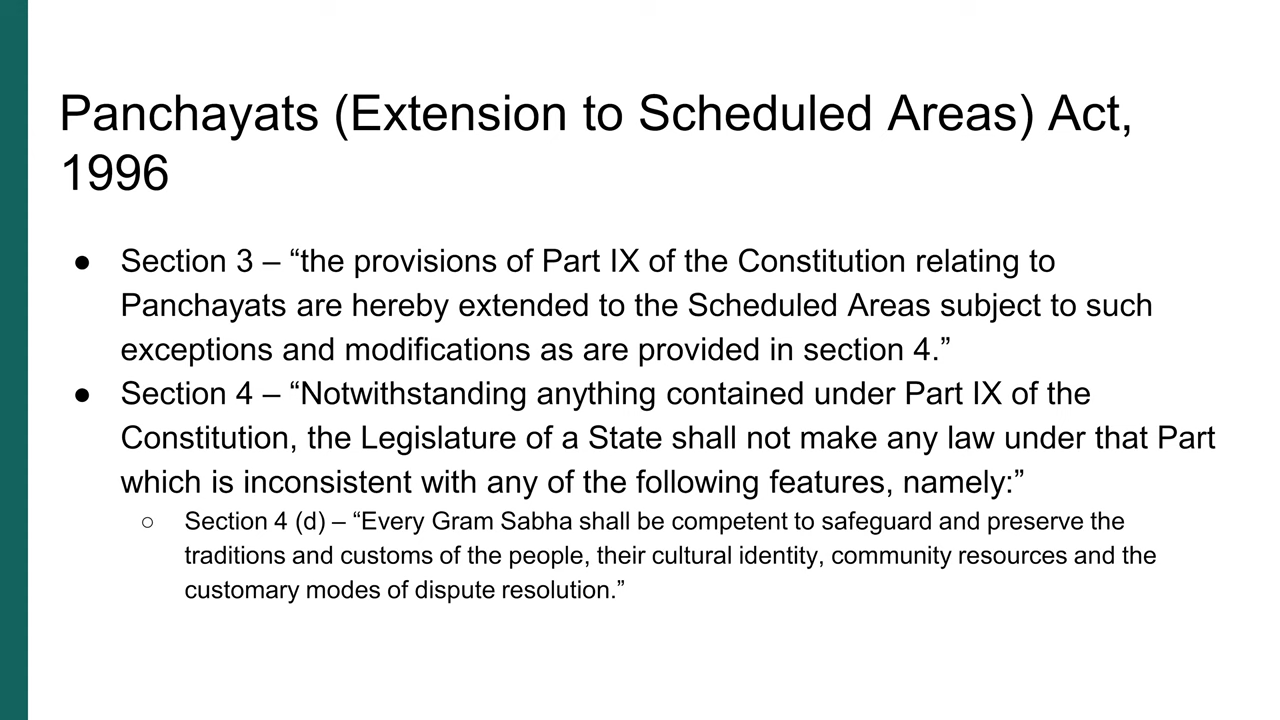 Panchayats (Extension to Scheduled Areas) Act,
1996
● Section 3 – “the provisions of Part IX of the Constitution relating to
Panchayats are hereby extended to the Scheduled Areas subject to such
exceptions and modifications as are provided in section 4.”
● Section 4 – “Notwithstanding anything contained under Part IX of the
Constitution, the Legislature of a State shall not make any law under that Part
which is inconsistent with any of the following features, namely:”
○ Section 4 (d) – “Every Gram Sabha shall be competent to safeguard and preserve the
traditions and customs of the people, their cultural identity, community resources and the
customary modes of dispute resolution.”